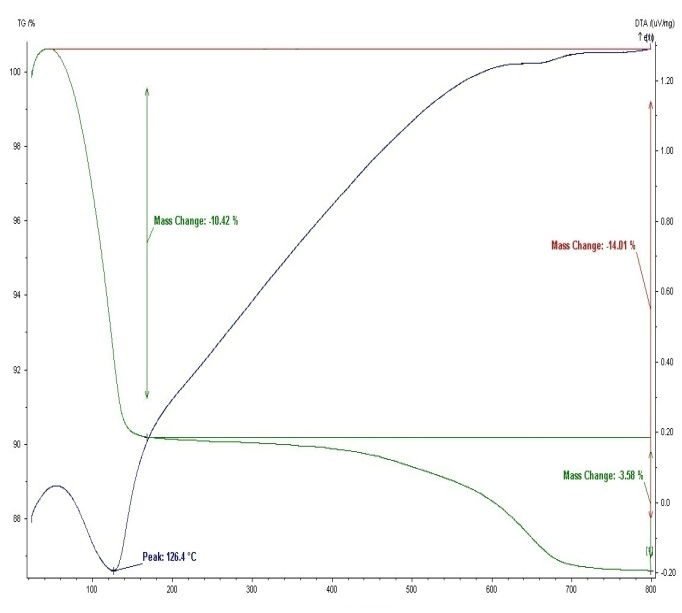 TG /%
DTA /(uV/mg)
↑ exo
100
98
96
94
92
90
88
1.20
1.00
0.80
0.60
0.40
0.20
0.0
-0.20
Mass Change: -10.42 %
Mass Change: -14.01 %
Mass Change: -3.58 %
[1]
Peak: 126.4 °C
100 200 300 400 500 600 700 800